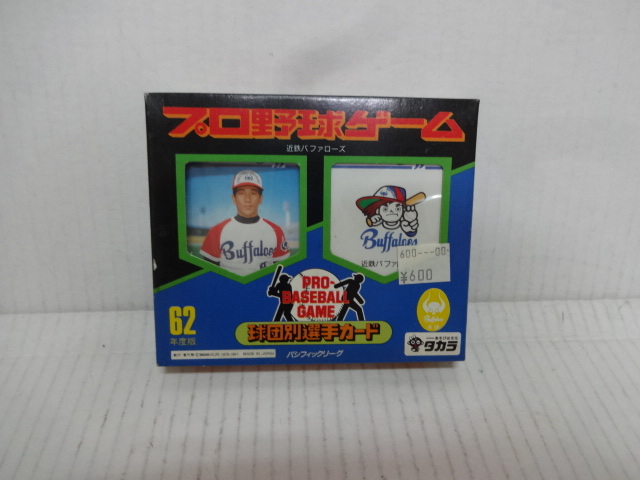 プロ野球ゲーム
近鉄バファローズ
Buffaloes
Buffaloes
近鉄バファ
600---00
¥600
PRO-
BASEBALL
GAME
62
年度版
球団別選手カード
パシフィックリーグ
タカラ